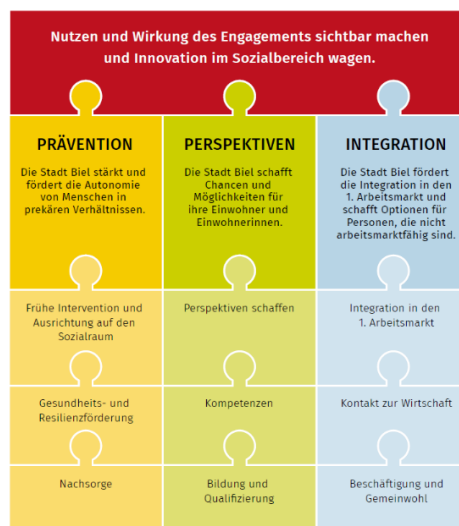 Nutzen und Wirkung des Engagements sichtbar machen
und Innovation im Sozialbereich wagen.
PRÄVENTION
Die Stadt Biel stärkt und
fördert die Autonomie
von Menschen in
prekären Verhältnissen.
Frühe Intervention und
Ausrichtung auf den
Sozialraum
Gesundheits- und
Resilienzförderung
Nachsorge
PERSPEKTIVEN
Die Stadt Biel schafft
Chancen und
Möglichkeiten für
ihre Einwohner und
Einwohnerinnen.
Perspektiven schaffen
Kompetenzen
Bildung und
Qualifizierung
INTEGRATION
Die Stadt Biel fördert
die Integration in den
1. Arbeitsmarkt und
schafft Optionen für
Personen, die nicht
arbeitsmarktfähig sind.
Integration in den
1. Arbeitsmarkt
Kontakt zur Wirtschaft
Beschäftigung und
Gemeinwohl